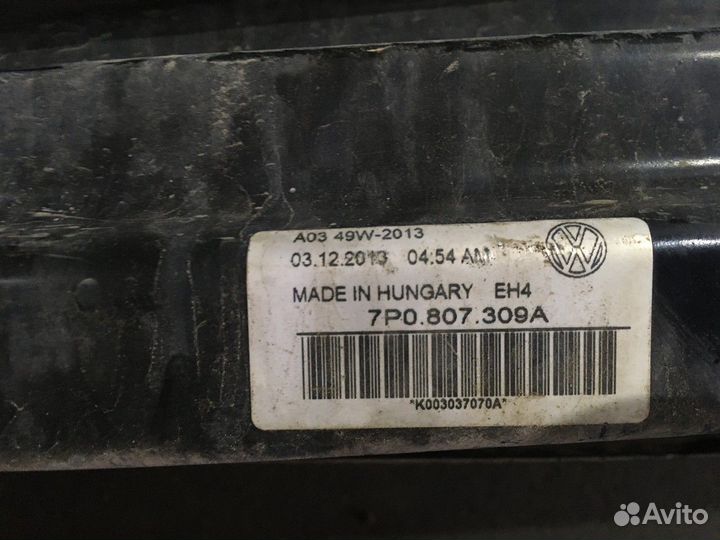 A03 49W-2013
03.12.2013 04:54 AM
MADE IN HUNGARY EH4
7P0.807.309A
*K003037070A*
Avito